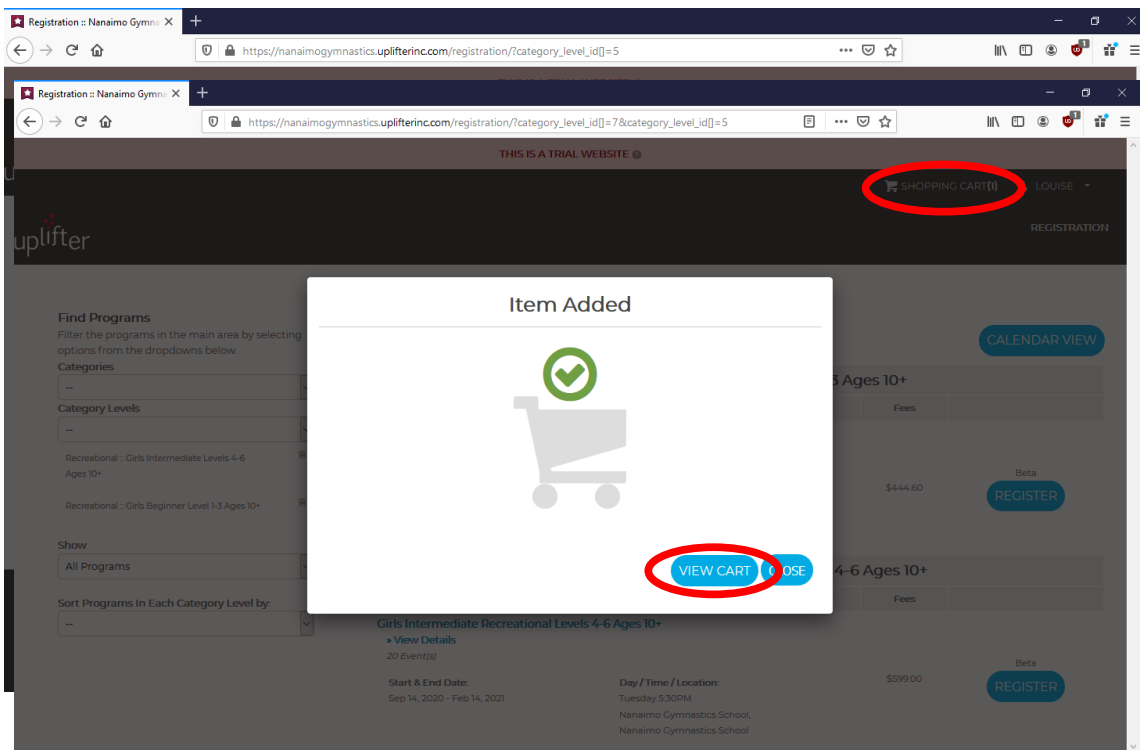 Registration :: Nanaimo Gymna
https://nanaimogymnastics.uplifterinc.com/registration/?category_level_id[]=5
Registration :: Nanaimo Gymna
https://nanaimogymnastics.uplifterinc.com/registration/?category_level_id[]=7&category_level_id[]=5
THIS IS A TRIAL WEBSITE
SHOPPING CART(1) LOUISE
uplifter
REGISTRATION
Item Added
Find Programs
Filter the programs in the main area by selecting
options from the dropdowns below.
CALENDAR VIEW
Categories
--
3 Ages 10+
Category Levels
Fees
--
Recreational :: Girls Intermediate Levels 4-6
Ages 10+
Beta
$444.60
REGISTER
Recreational :: Girls Beginner Level 1-3 Ages 10+
Show
All Programs
VIEW CART
CLOSE
4-6 Ages 10+
Sort Programs In Each Category Level by:
Fees
--
Girls Intermediate Recreational Levels 4-6 Ages 10+
» View Details
20 Event(s)
Beta
Start & End Date:
Day / Time / Location:
$599.00
Sep 14, 2020 - Feb 14, 2021
Tuesday 5:30PM
REGISTER
Nanaimo Gymnastics School,
Nanaimo Gymnastics School